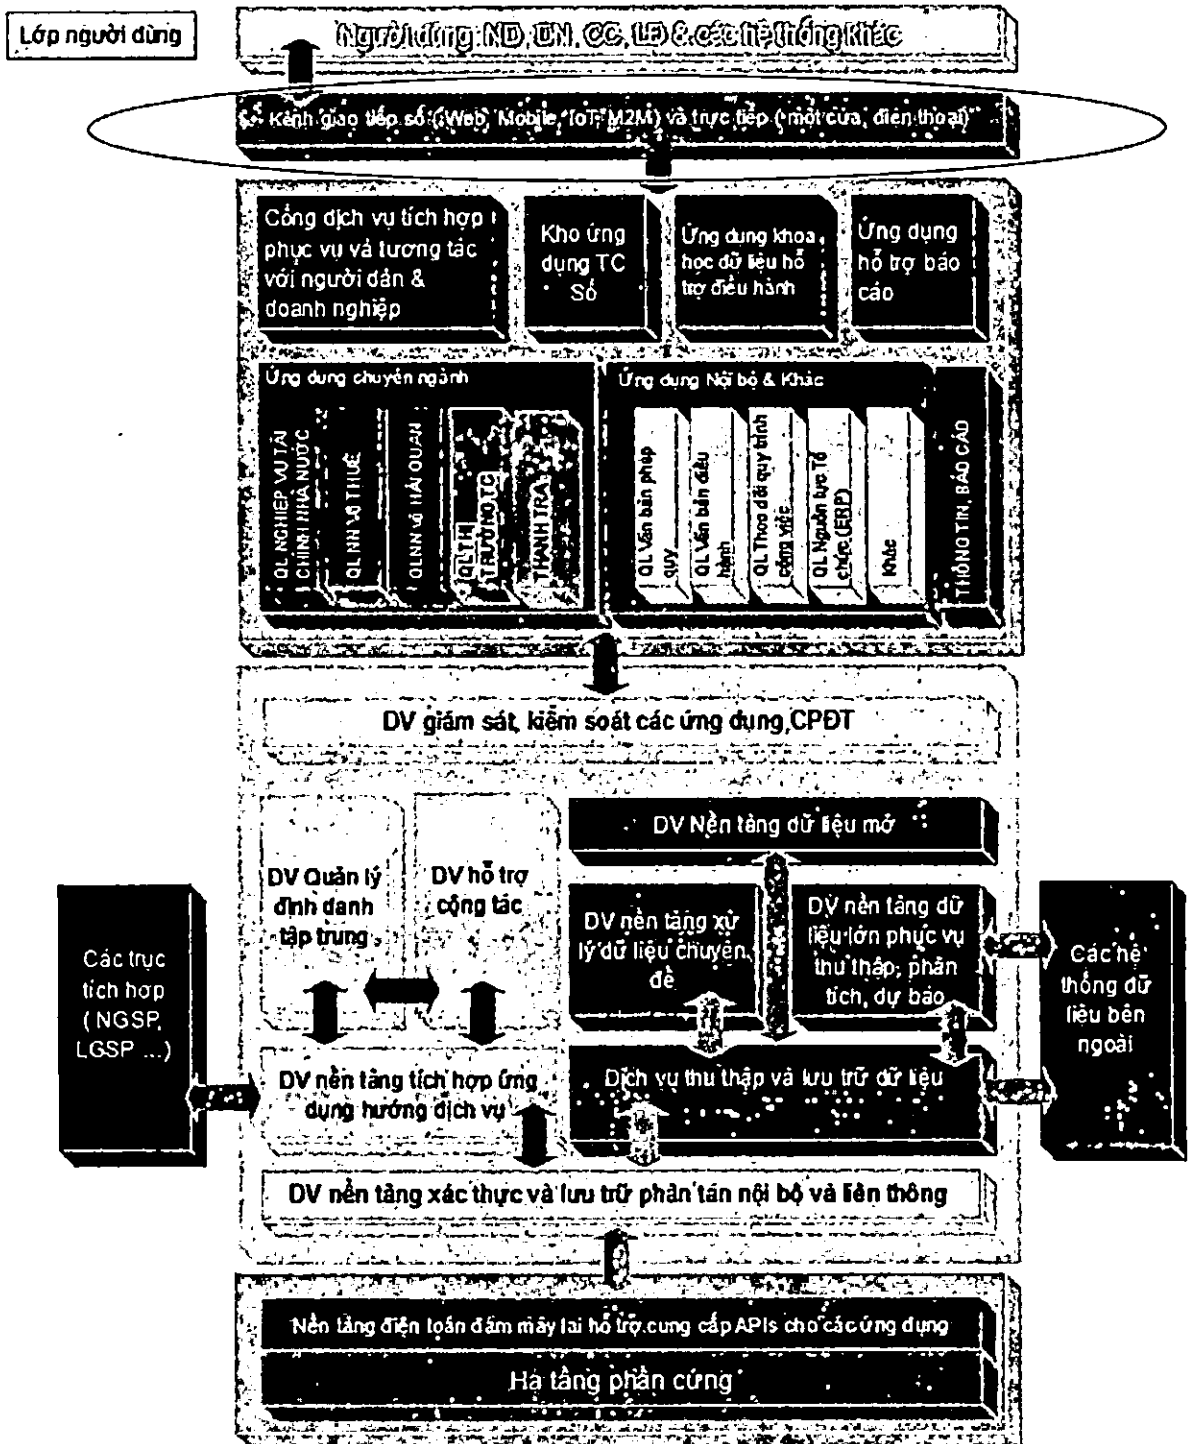 Lớp người dùng
Người dùng: ND, DN, CC, LĐ & các hệ thống khác
Kênh giao tiếp số (Web, Mobile, IoT, M2M) và trực tiếp (một cửa, điện thoại)
Cổng dịch vụ tích hợp
phục vụ và tương tác
với người dân &
doanh nghiệp
Kho ứng
dụng TC
Số
Ứng dụng khoa
học dữ liệu hỗ
trợ điều hành
Ứng dụng
hỗ trợ báo
cáo
Ứng dụng chuyên ngành
QL NGHIỆP VỤ TÀI
CHÍNH NHÀ NƯỚC
QL NN về THUẾ
QLNN về HẢI QUAN
QL THỊ
TRƯỜNG TC
THANH TRA
Ứng dụng Nội bộ & Khác
QL Văn bản pháp
quy
QL Văn bản điều
hành
QL Theo dõi quy trình
công việc
QL Nguồn lực Tổ
chức (ERP)
Khác
THÔNG TIN, BÁO CÁO
DV giám sát, kiểm soát các ứng dụng CPĐT
DV Quản lý
định danh
tập trung
DV hỗ trợ
cộng tác
DV Nền tảng dữ liệu mở
DV nền tảng xử
lý dữ liệu chuyên
đề
DV nền tảng dữ
liệu lớn phục vụ
thu thập, phân
tích, dự báo
Các trục
tích hợp
( NGSP,
LGSP ...)
Các hệ
thống dữ
liệu bên
ngoài
DV nền tảng tích hợp ứng
dụng hướng dịch vụ
Dịch vụ thu thập và lưu trữ dữ liệu
DV nền tảng xác thực và lưu trữ phân tán nội bộ và liên thông
Nền tảng điện toán đám mây lai hỗ trợ cung cấp APIs cho các ứng dụng
Hạ tầng phần cứng